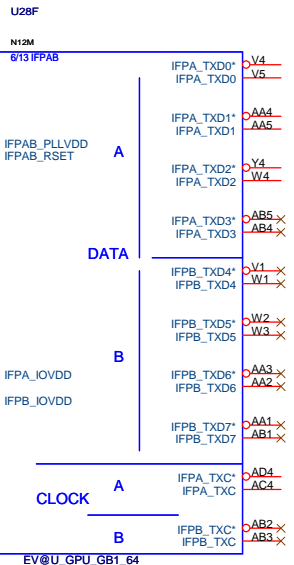 U28F
N12M
6/13 IFPAB
IFPA_TXD0* V4
IFPA_TXD0 V5
IFPA_TXD1* AA4
IFPA_TXD1 AA5
IFPAB_PLLVDD
IFPAB_RSET
A
IFPA_TXD2* Y4
IFPA_TXD2 W4
IFPA_TXD3* AB5
IFPA_TXD3 AB4
DATA
IFPB_TXD4* V1
IFPB_TXD4 W1
IFPB_TXD5* W2
IFPB_TXD5 W3
B
IFPA_IOVDD
IFPB_TXD6* AA3
IFPB_TXD6 AA2
IFPB_IOVDD
IFPB_TXD7* AA1
IFPB_TXD7 AB1
CLOCK
A
IFPA_TXC* AD4
IFPA_TXC AC4
B
IFPB_TXC* AB2
IFPB_TXC AB3
EV@U_GPU_GB1_64